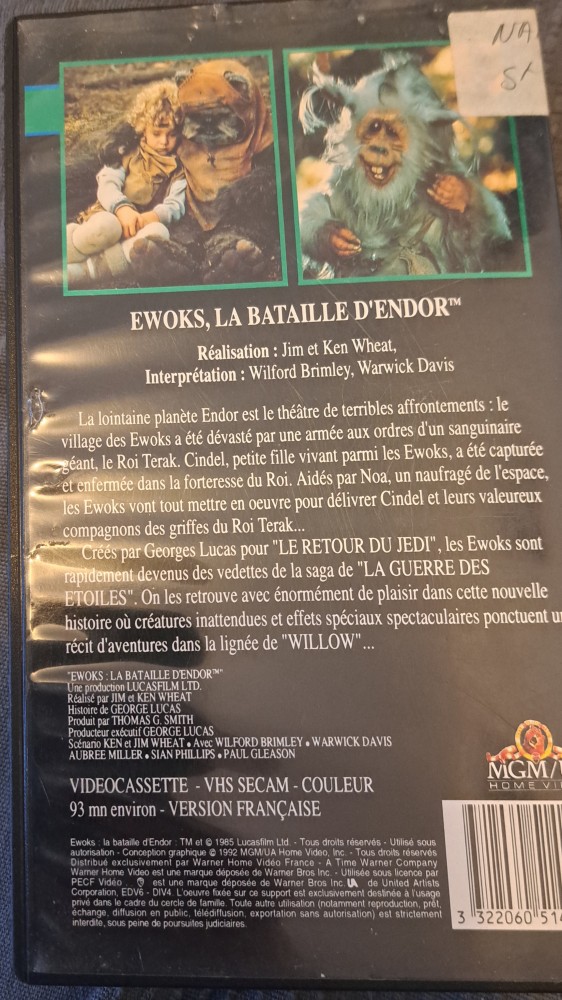 NA
EWOKS, LA BATAILLE D'ENDOR™
Réalisation : Jim et Ken Wheat,
Interprétation : Wilford Brimley, Warwick Davis
La lointaine planète Endor est le théâtre de terribles affrontements : le
village des Ewoks a été dévasté par une armée aux ordres d'un sanguinaire
géant, le Roi Terak. Cindel, petite fille vivant parmi les Ewoks, a été capturée
et enfermée dans la forteresse du Roi. Aidés par Noa, un naufragé de l'espace,
les Ewoks vont tout mettre en oeuvre pour délivrer Cindel et leurs valeureux
compagnons des griffes du Roi Terak...
Créés par Georges Lucas pour "LE RETOUR DU JEDI", les Ewoks sont
rapidement devenus des vedettes de la saga de "LA GUERRE DES
ETOILES". On les retrouve avec énormément de plaisir dans cette nouvelle
histoire où créatures inattendues et effets spéciaux spectaculaires ponctuent un
récit d'aventures dans la lignée de "WILLOW"...
"EWOKS : LA BATAILLE D'ENDOR™"
Une production LUCASFILM LTD.
Réalisé par JIM et KEN WHEAT
Histoire de GEORGE LUCAS
Produit par THOMAS G. SMITH
Producteur exécutif GEORGE LUCAS
Scénario KEN et JIM WHEAT • Avec WILFORD BRIMLEY • WARWICK DAVIS
AUBREE MILLER • SIAN PHILLIPS • PAUL GLEASON
MGM/U
HOME VID
VIDEOCASSETTE - VHS SECAM - COULEUR
93 mn environ - VERSION FRANÇAISE
Ewoks : la bataille d'Endor : TM et © 1985 Lucasfilm Ltd. - Tous droits réservés - Utilisé sous
autorisation - Conception graphique © 1992 MGM/UA Home Video, Inc. - Tous droits réservés
Distribué exclusivement par Warner Home Vidéo France - A Time Warner Company
Warner Home Video est une marque déposée de Warner Bros Inc. - Utilisée sous licence par
PECF Vidéo. est une marque déposée de Warner Bros Inc. UA de United Artists
Corporation, EDV6 - DIV4. L'oeuvre fixée sur ce support est exclusivement destinée à l'usage
privé dans le cadre du cercle de famille. Toute autre utilisation (notamment reproduction, prêt,
échange, diffusion en public, télédiffusion, exportation sans autorisation) est strictement
interdite, sous peine de poursuites judiciaires.
3 322060 51